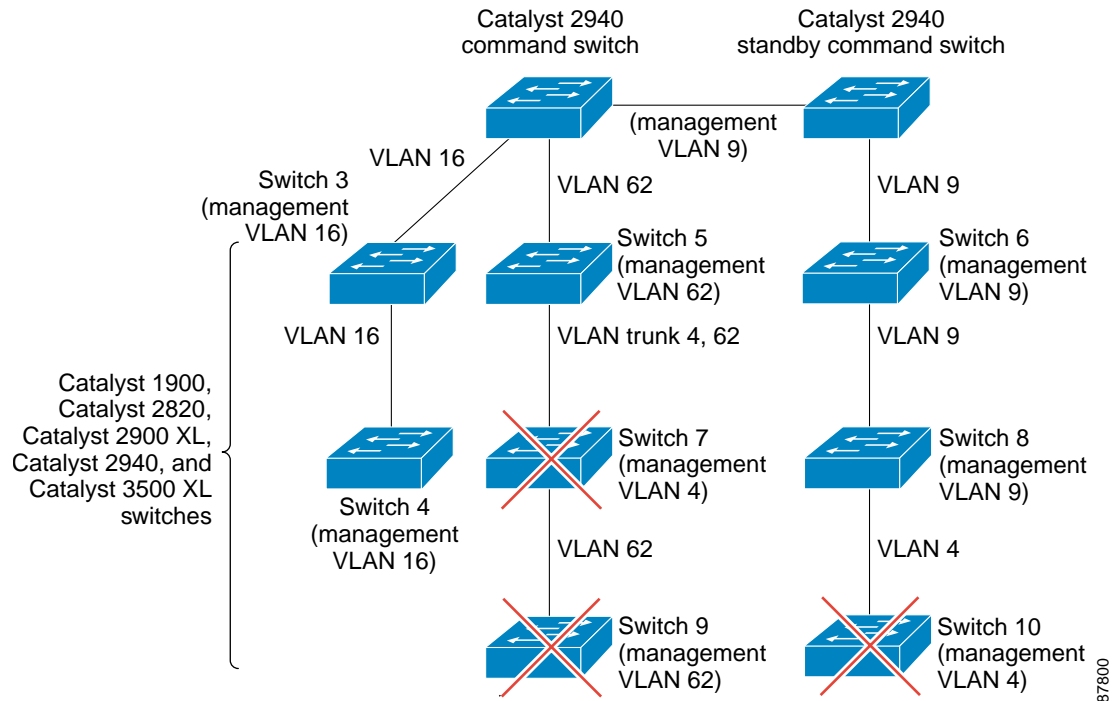 Catalyst 2940
command switch
Catalyst 2940
standby command switch
(management
VLAN 9)
VLAN 16
VLAN 62
VLAN 9
Switch 3
(management
VLAN 16)
Switch 5
(management
VLAN 62)
Switch 6
(management
VLAN 9)
VLAN 16
VLAN trunk 4, 62
VLAN 9
Catalyst 1900,
Catalyst 2820,
Catalyst 2900 XL,
Catalyst 2940, and
Catalyst 3500 XL
switches
Switch 4
(management
VLAN 16)
Switch 7
(management
VLAN 4)
Switch 8
(management
VLAN 9)
VLAN 62
VLAN 4
Switch 9
(management
VLAN 62)
Switch 10
(management
VLAN 4)
87800